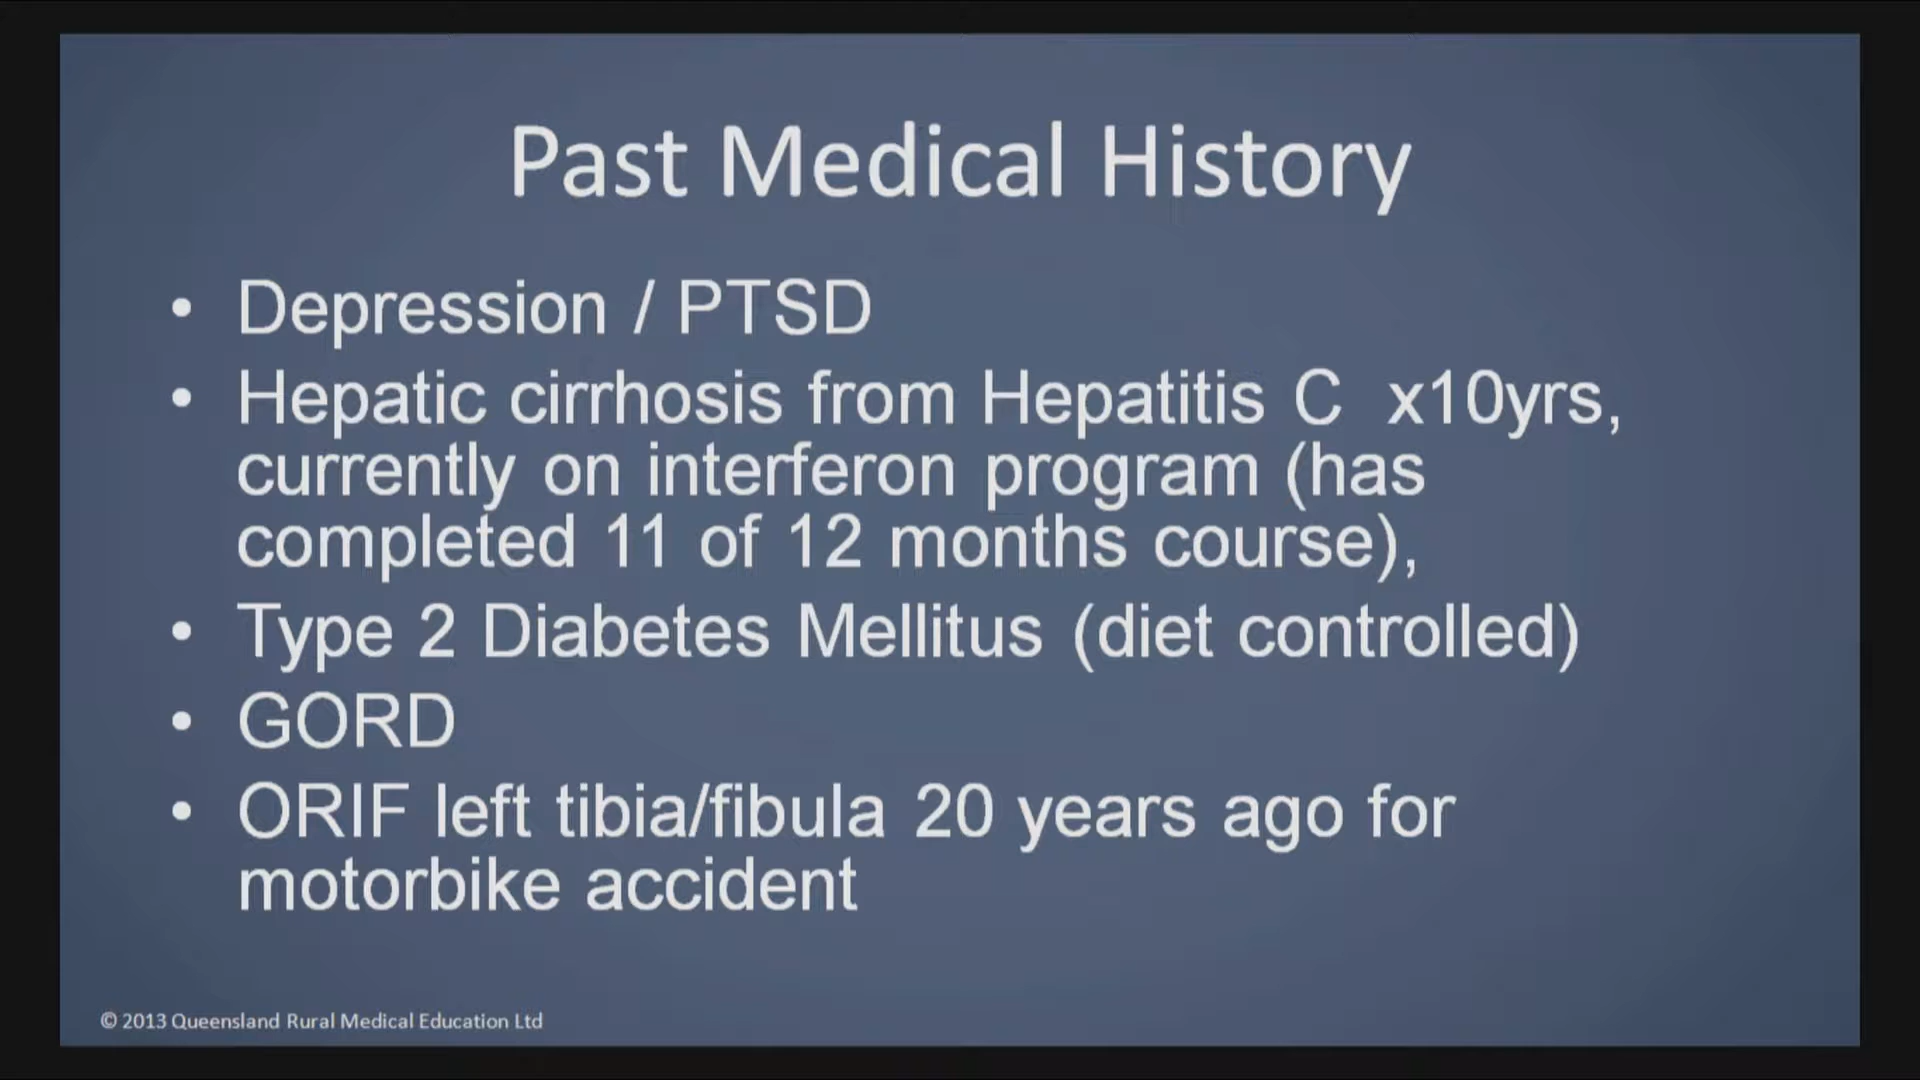 Past Medical History
• Depression / PTSD
• Hepatic cirrhosis from Hepatitis C x10yrs,
currently on interferon program (has
completed 11 of 12 months course),
• Type 2 Diabetes Mellitus (diet controlled)
• GORD
• ORIF left tibia/fibula 20 years ago for
motorbike accident
© 2013 Queensland Rural Medical Education Ltd